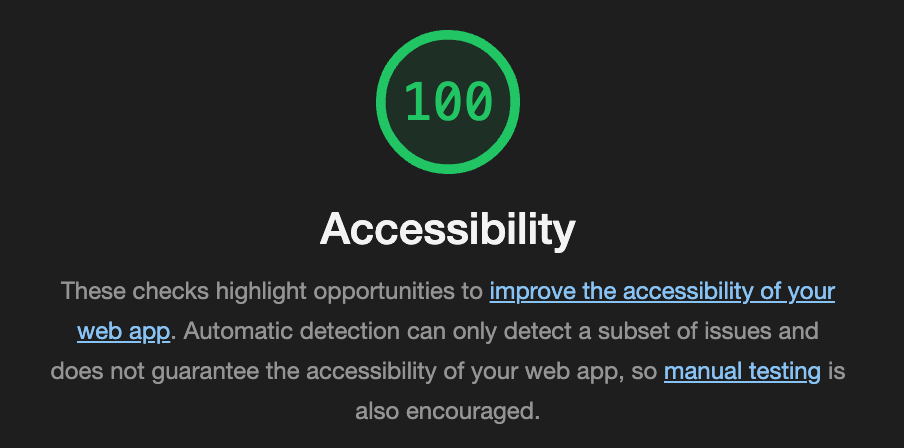 100
Accessibility
These checks highlight opportunities to improve the accessibility of your
web app. Automatic detection can only detect a subset of issues and
does not guarantee the accessibility of your web app, so manual testing is
also encouraged.